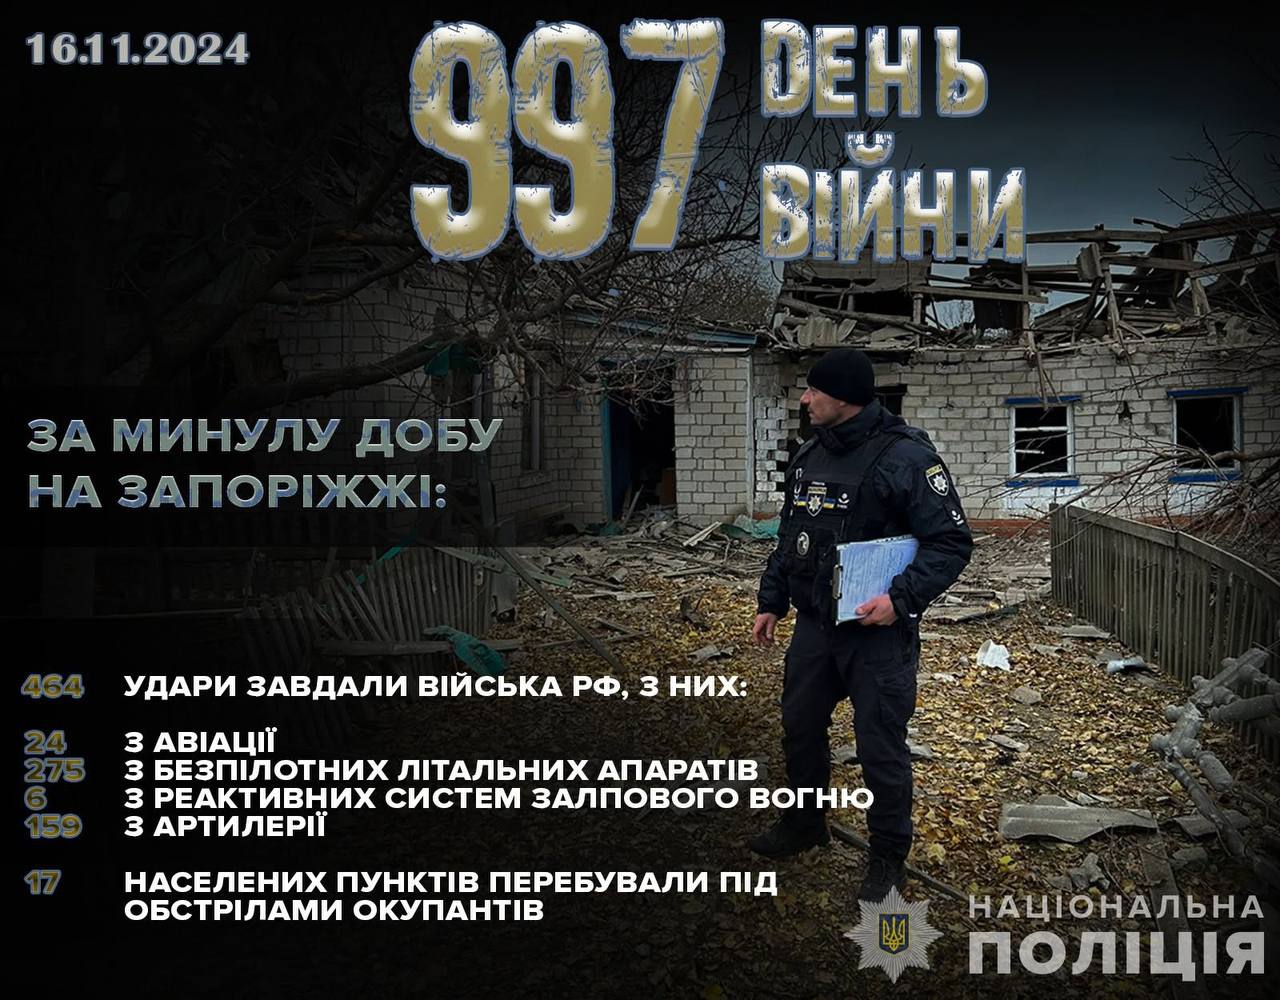 16.11.2024
997 ДЕНЬ
ВІЙНИ
ЗА МИНУЛУ ДОБУ
НА ЗАПОРІЖЖІ:
464 УДАРИ ЗАВДАЛИ ВІЙСЬКА РФ, З НИХ:
24 З АВІАЦІЇ
275 З БЕЗПІЛОТНИХ ЛІТАЛЬНИХ АПАРАТІВ
6 З РЕАКТИВНИХ СИСТЕМ ЗАЛПОВОГО ВОГНЮ
159 З АРТИЛЕРІЇ
17 НАСЕЛЕНИХ ПУНКТІВ ПЕРЕБУВАЛИ ПІД
ОБСТРІЛАМИ ОКУПАНТІВ
НАЦІОНАЛЬНА
ПОЛІЦІЯ